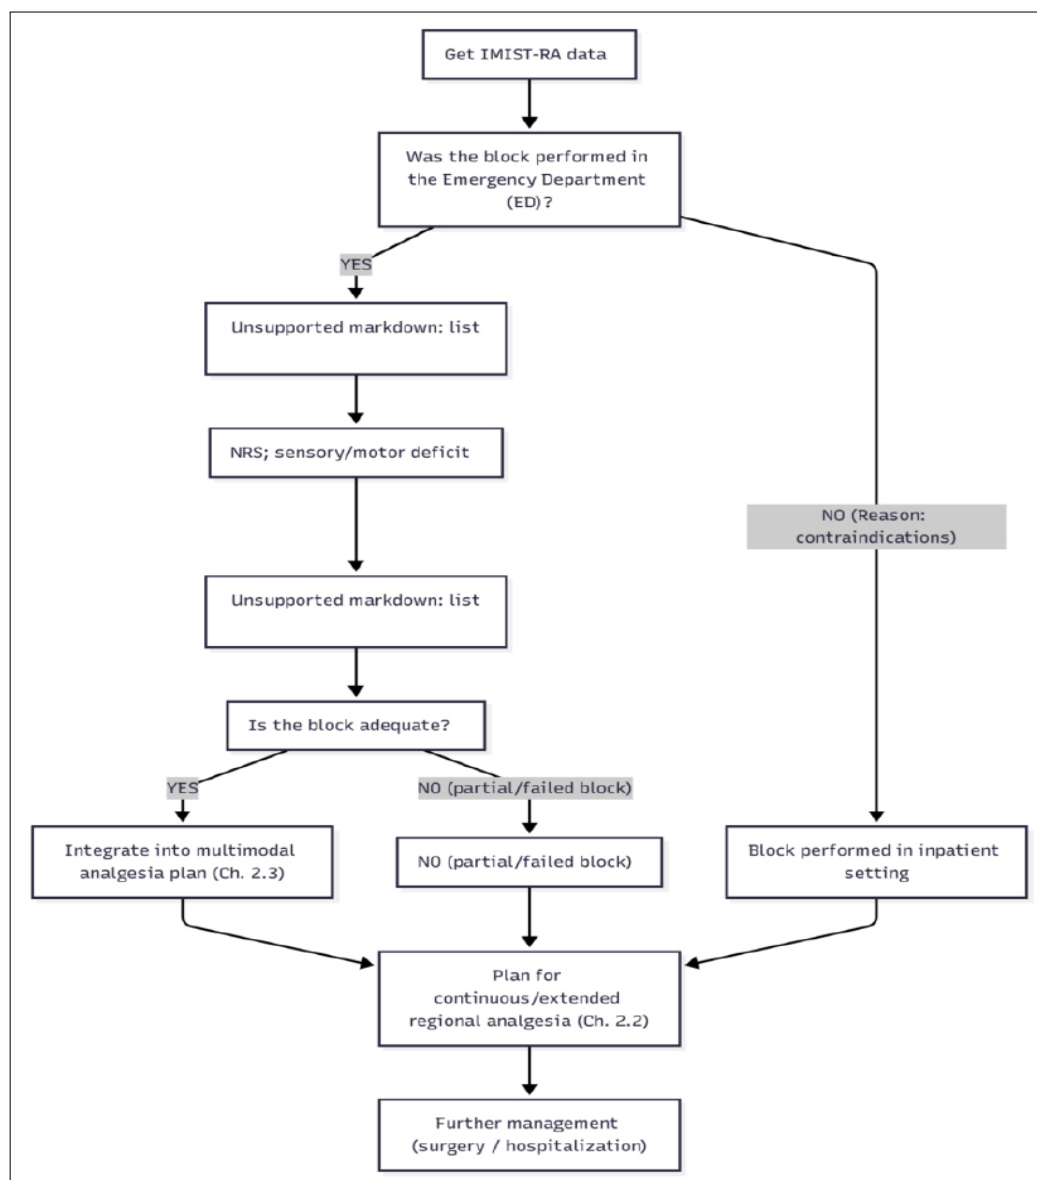 Get IMIST-RA data
Was the block performed in
the Emergency Department
(ED)?
YES
Unsupported markdown: list
NRS; sensory/motor deficit
NO (Reason:
contraindications)
Unsupported markdown: list
Is the block adequate?
YES
NO (partial/failed block)
Integrate into multimodal
analgesia plan (Ch. 2.3)
NO (partial/failed block)
Block performed in inpatient
setting
Plan for
continuous/extended
regional analgesia (Ch. 2.2)
Further management
(surgery / hospitalization)